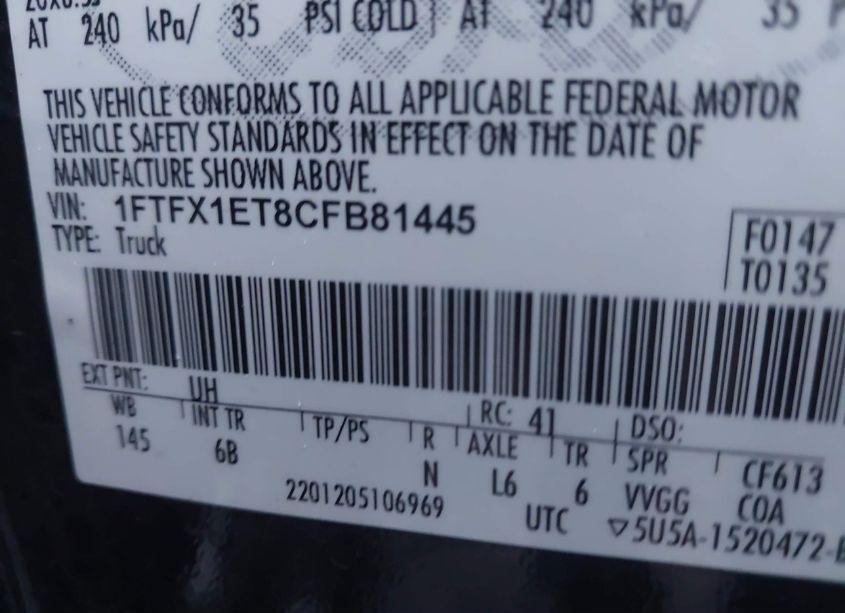 AT 240 kPa/ 35 PSI COLD AT 240 kPa/ 35
THIS VEHICLE CONFORMS TO ALL APPLICABLE FEDERAL MOTOR
VEHICLE SAFETY STANDARDS IN EFFECT ON THE DATE OF
MANUFACTURE SHOWN ABOVE.
VIN: 1FTFX1ET8CFB81445
TYPE: Truck
F0147
T0135
EXT PNT: UH RC: 41 DSO:
WB INT TR TP/PS R AXLE TR SPR CF613
145 6B N L6 6 VVGG COA
2201205106969 UTC ▽5U5A-1520472-